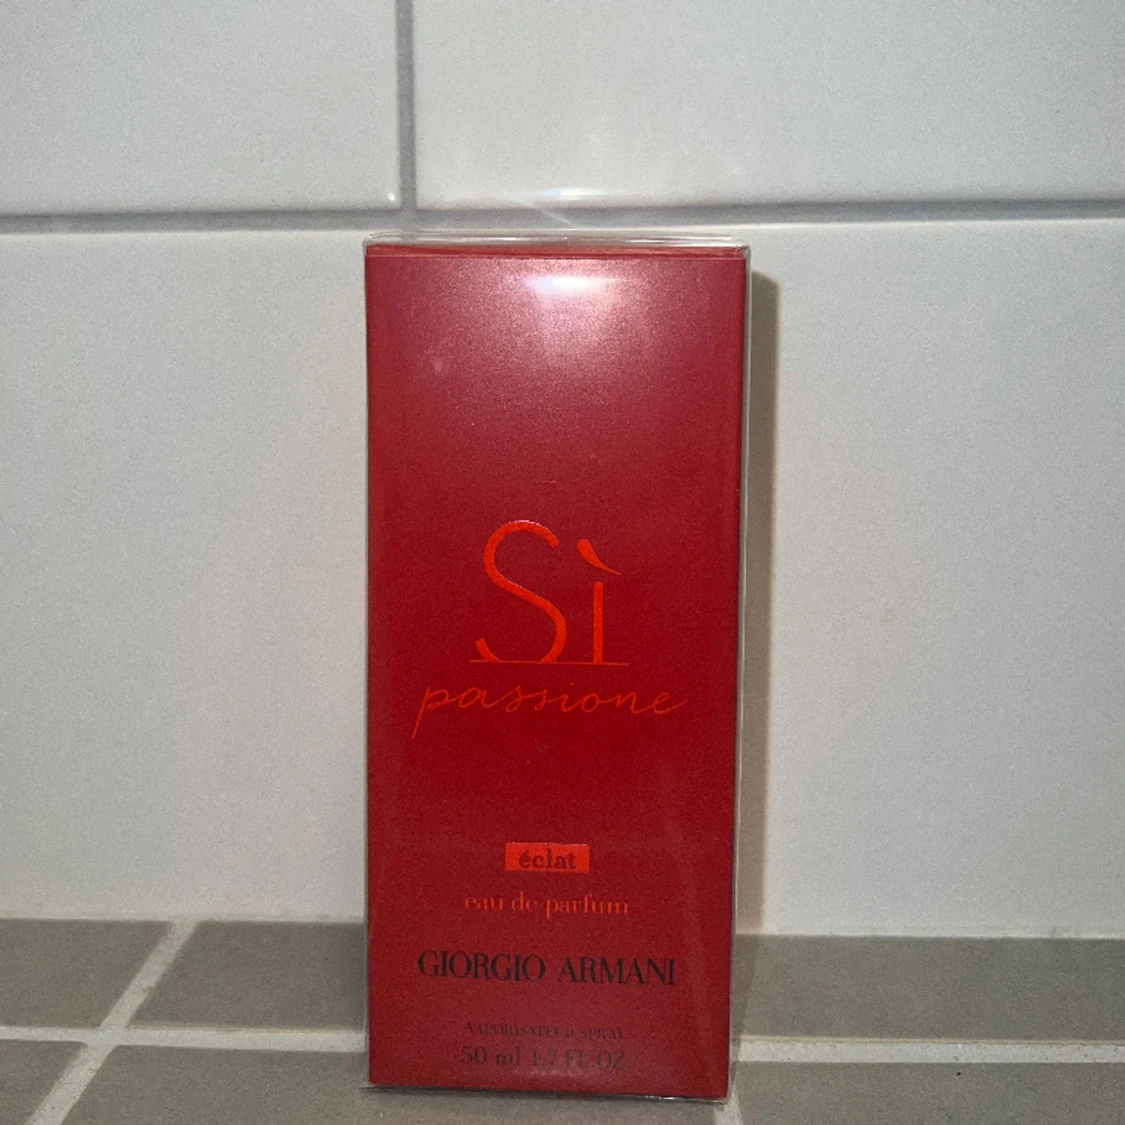 Sì
passione
éclat
eau de parfum
GIORGIO ARMANI
VAPORISATEUR SPRAY
50 ml 1.7 FL OZ